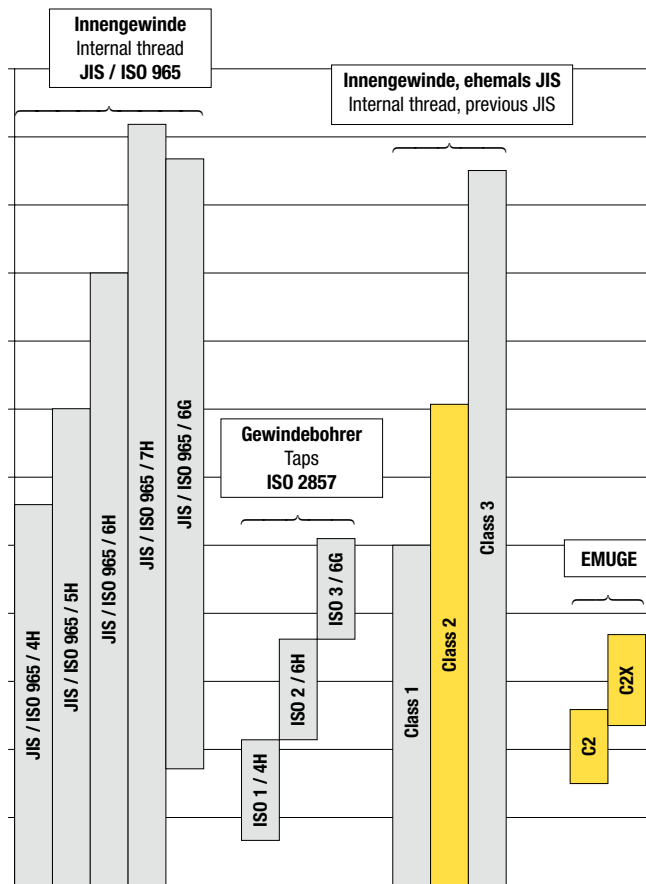 Innengewinde
Internal thread
JIS / ISO 965
Innengewinde, ehemals JIS
Internal thread, previous JIS
JIS / ISO 965 / 4H
JIS / ISO 965 / 5H
JIS / ISO 965 / 6H
JIS / ISO 965 / 7H
JIS / ISO 965 / 6G
Gewindebohrer
Taps
ISO 2857
ISO 1 / 4H
ISO 2 / 6H
ISO 3 / 6G
Class 1
Class 2
Class 3
EMUGE
C2
C2X